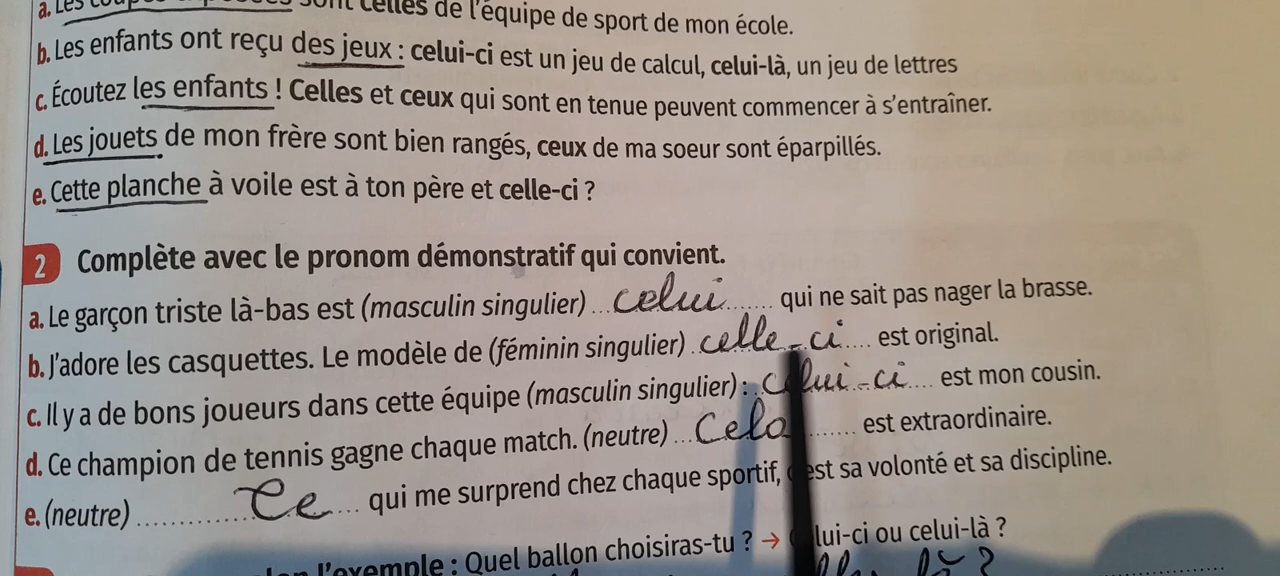 a. Les coupes exposées sont celles de l'équipe de sport de mon école.
b. Les enfants ont reçu des jeux : celui-ci est un jeu de calcul, celui-là, un jeu de lettres
c. Écoutez les enfants ! Celles et ceux qui sont en tenue peuvent commencer à s'entraîner.
d. Les jouets de mon frère sont bien rangés, ceux de ma soeur sont éparpillés.
e. Cette planche à voile est à ton père et celle-ci ?
2 Complète avec le pronom démonstratif qui convient.
a. Le garçon triste là-bas est (masculin singulier) ... celui ...... qui ne sait pas nager la brasse.
b. J'adore les casquettes. Le modèle de (féminin singulier) . celle-ci .... est original.
c. Il y a de bons joueurs dans cette équipe (masculin singulier) : .. celui-ci .... est mon cousin.
d. Ce champion de tennis gagne chaque match. (neutre) ... Cela ...... est extraordinaire.
e. (neutre) ............ Ce .... qui me surprend chez chaque sportif, c'est sa volonté et sa discipline.
l'exemple : Quel ballon choisiras-tu ? → Celui-ci ou celui-là ?